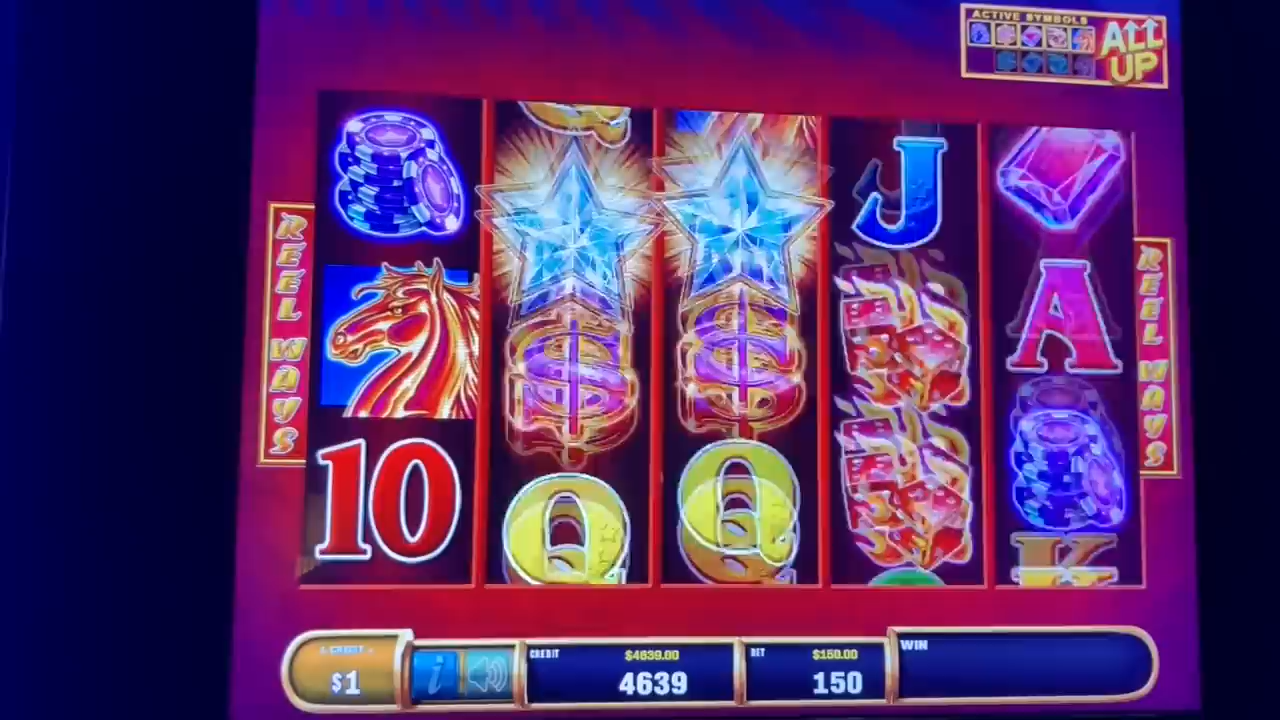 ACTIVE SYMBOLS
ALL
UP
REEL WAYS
J
A
10
$
$
Q
Q
K
REEL WAYS
$1
i
CREDIT
$4639.00
4639
BET
$150.00
150
WIN